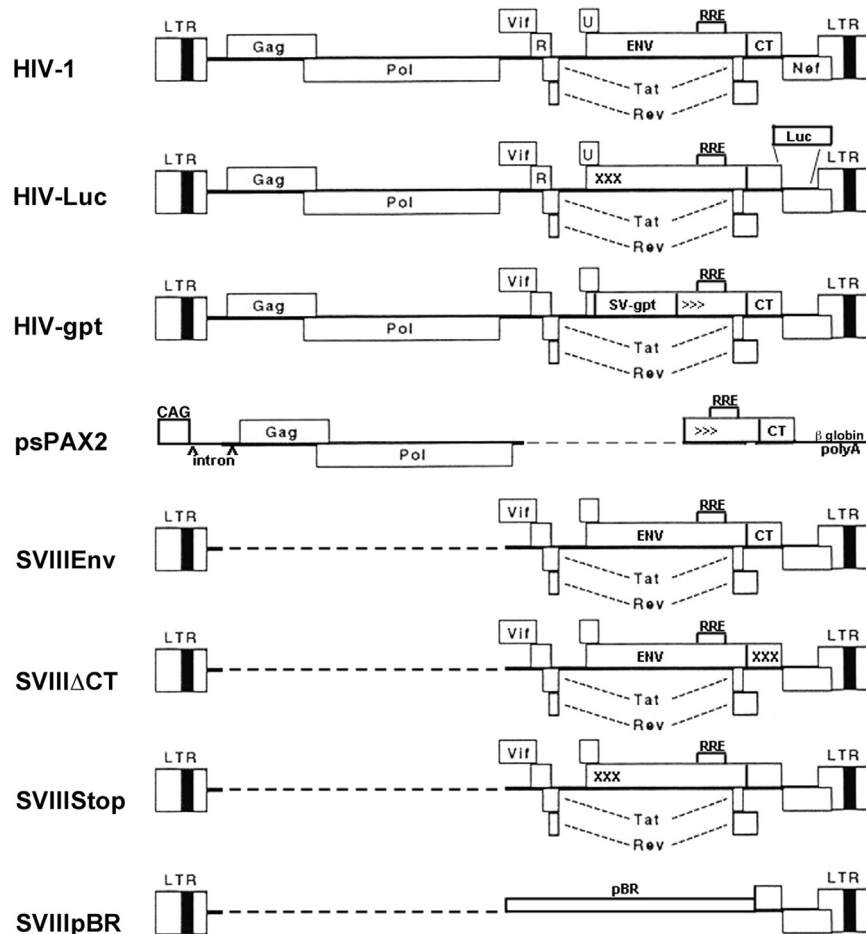 LTR Vif U RRE LTR
Gag R ENV CT
HIV-1 Pol Tat Nef
Rev
Luc
LTR Vif U RRE LTR
Gag R XXX
HIV-Luc Pol Tat
Rev
LTR Vif RRE LTR
Gag SV-gpt >>> CT
HIV-gpt Pol Tat
Rev
CAG RRE
Gag >>> CT β globin
psPAX2 ^ intron ^ Pol polyA
LTR Vif RRE LTR
ENV CT
SVIIIEnv Tat
Rev
LTR Vif RRE LTR
ENV XXX
SVIIIΔCT Tat
Rev
LTR Vif RRE LTR
XXX
SVIIIStop Tat
Rev
LTR pBR LTR
SVIIIpBR